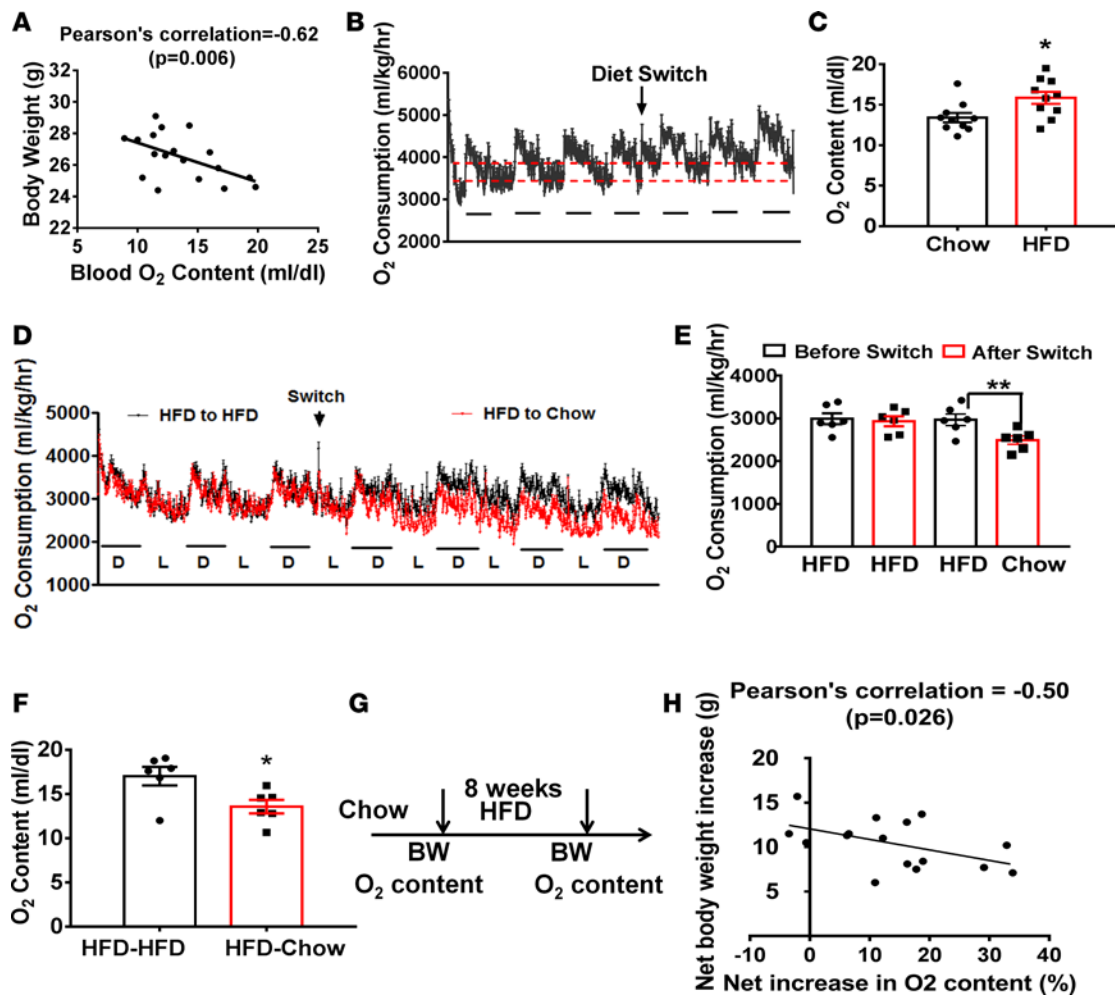 A
Pearson's correlation=-0.62
(p=0.006)
Body Weight (g)
32
30
28
26
24
22
5 10 15 20 25
Blood O₂ Content (ml/dl)
B
O₂ Consumption (ml/kg/hr)
Diet Switch
6000
5000
4000
3000
2000
C
O₂ Content (ml/dl)
*
20
15
10
5
0
Chow HFD
D
O₂ Consumption (ml/kg/hr)
Switch
HFD to HFD HFD to Chow
5000
4000
3000
2000
1000
D L D L D L D L D L D L D
E
Before Switch After Switch
O₂ Consumption (ml/kg/hr)
**
4000
3000
2000
1000
0
HFD HFD HFD Chow
F
O₂ Content (ml/dl)
*
20
15
10
5
0
HFD-HFD HFD-Chow
G
Chow
8 weeks
HFD
BW BW
O₂ content O₂ content
H
Pearson's correlation = -0.50
(p=0.026)
Net body weight increase (g)
20
15
10
5
-10 0 10 20 30 40
Net increase in O2 content (%)